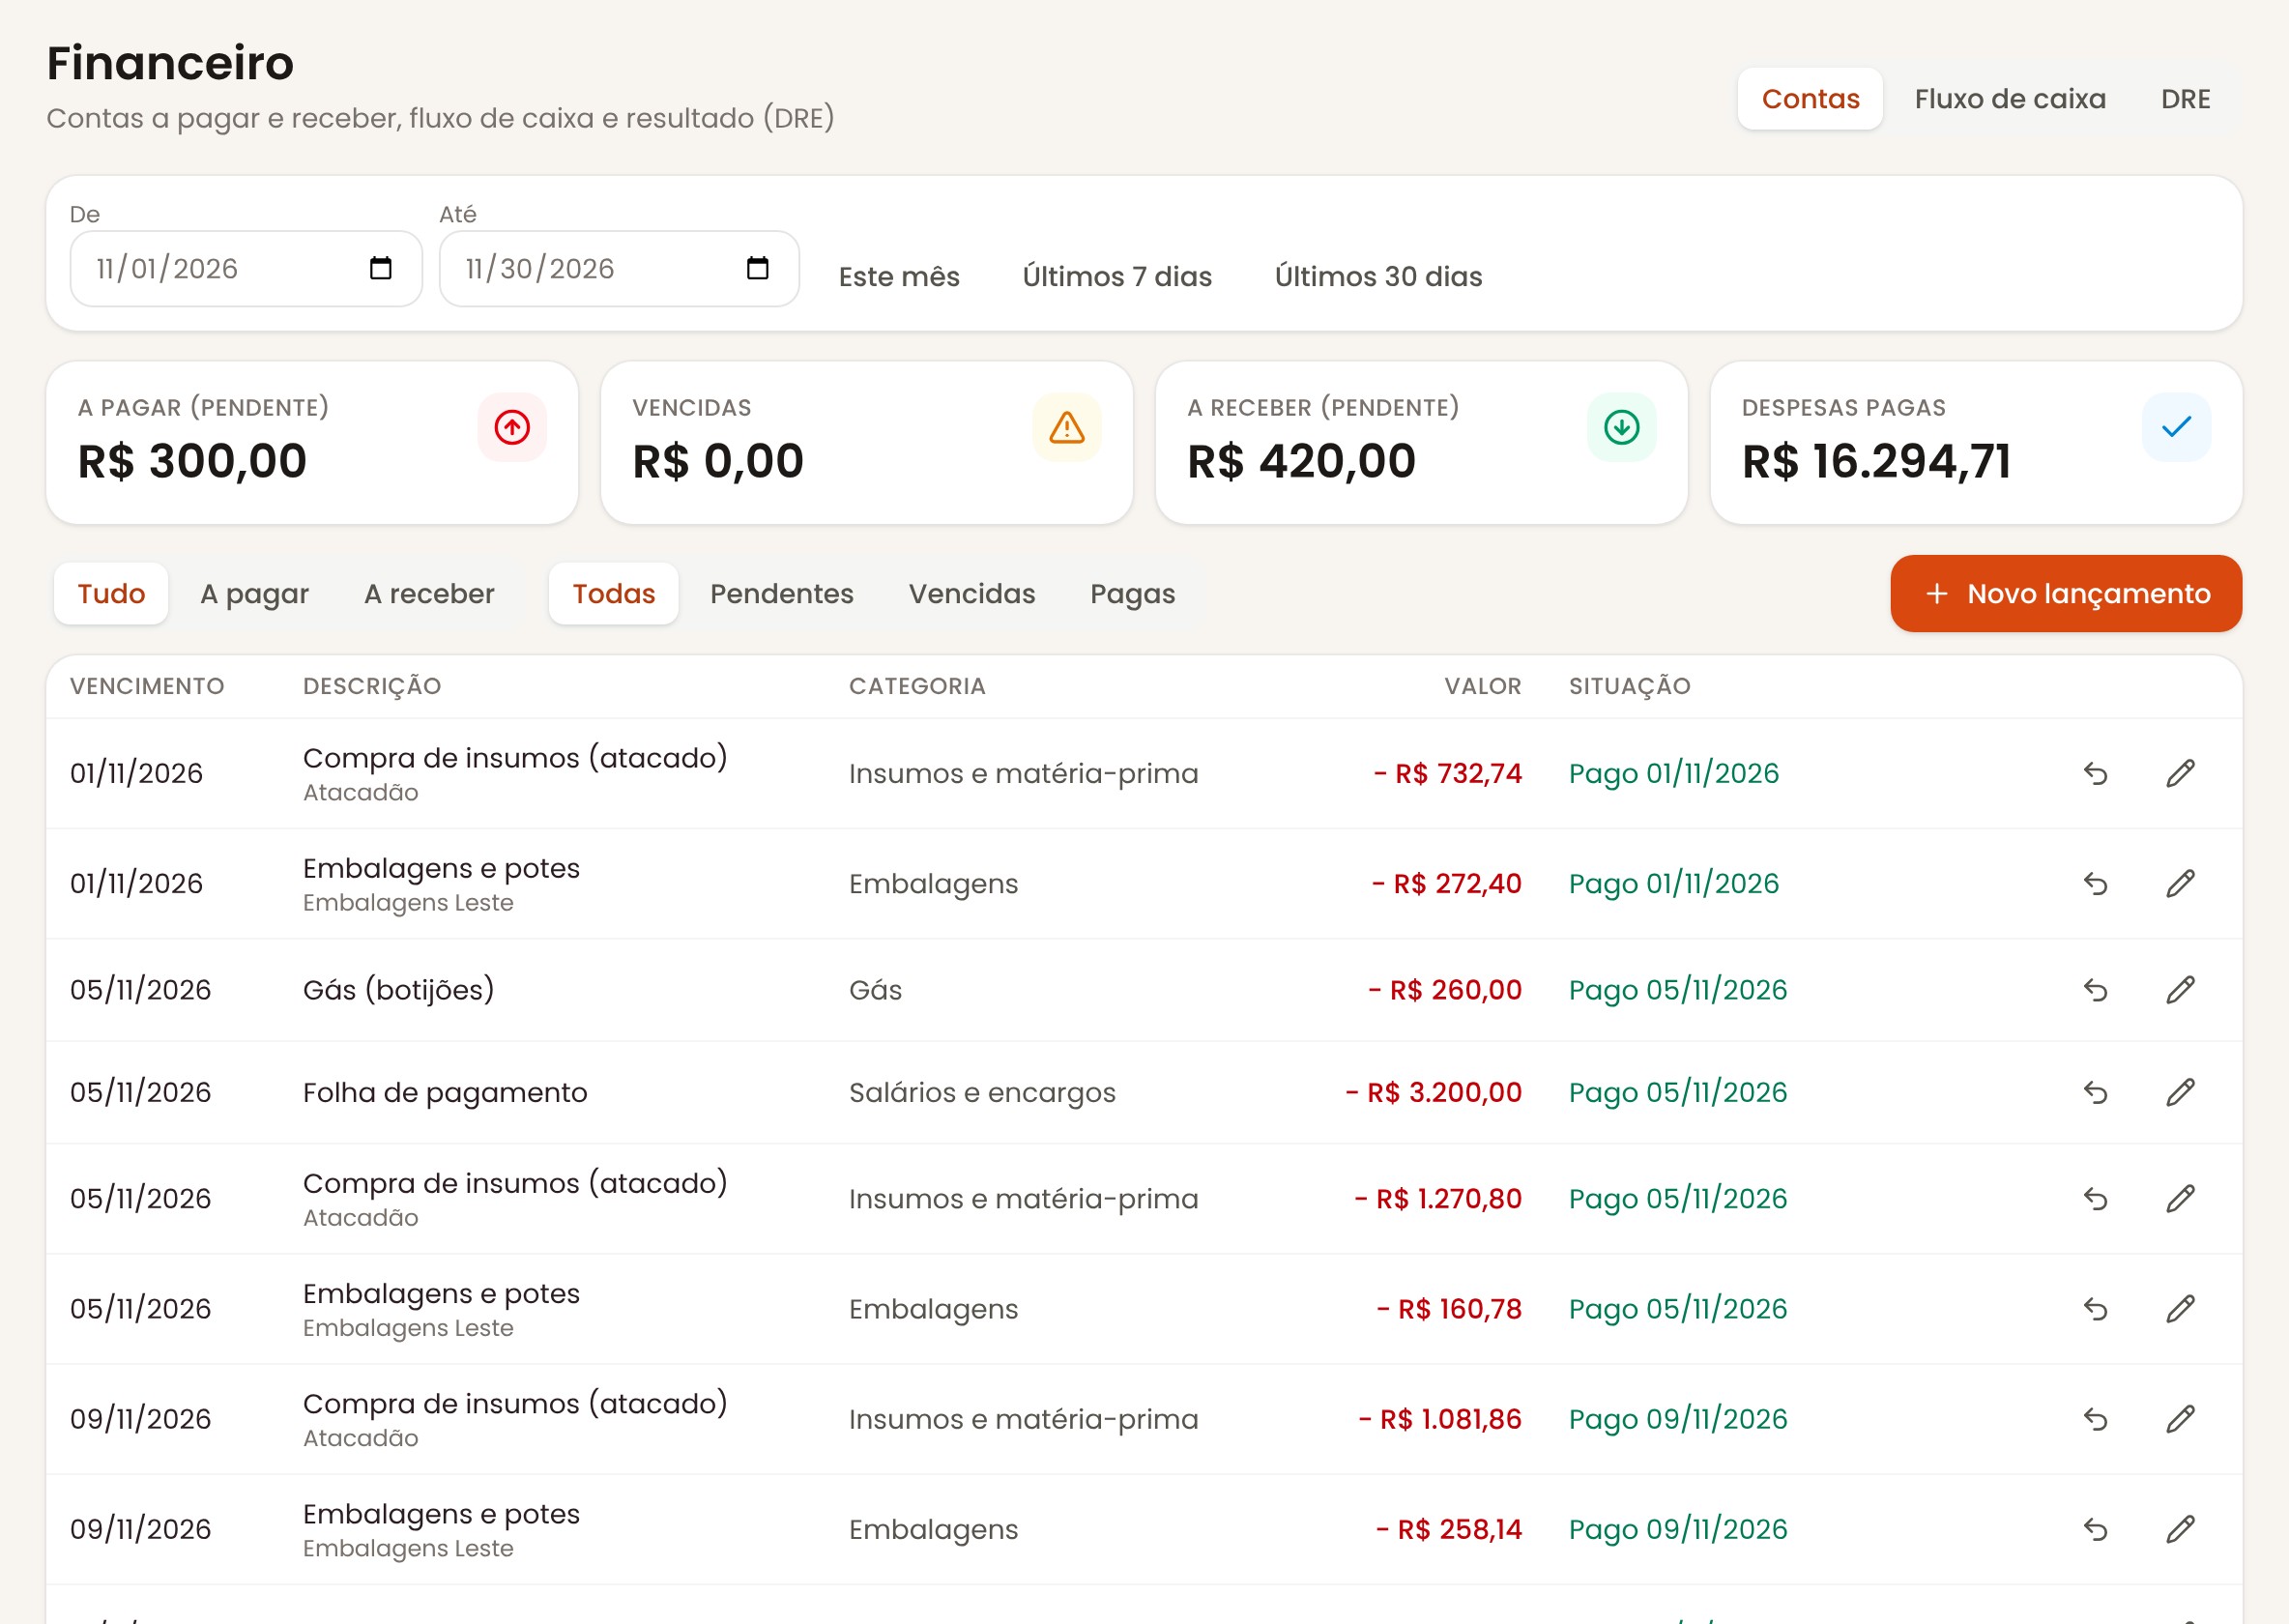 Financeiro
Contas a pagar e receber, fluxo de caixa e resultado (DRE)
Contas Fluxo de caixa DRE
De Até
11/01/2026 11/30/2026 Este mês Últimos 7 dias Últimos 30 dias
A PAGAR (PENDENTE) VENCIDAS A RECEBER (PENDENTE) DESPESAS PAGAS
R$ 300,00 R$ 0,00 R$ 420,00 R$ 16.294,71
Tudo A pagar A receber Todas Pendentes Vencidas Pagas + Novo lançamento
VENCIMENTO DESCRIÇÃO CATEGORIA VALOR SITUAÇÃO
01/11/2026 Compra de insumos (atacado) Insumos e matéria-prima - R$ 732,74 Pago 01/11/2026
Atacadão
01/11/2026 Embalagens e potes Embalagens - R$ 272,40 Pago 01/11/2026
Embalagens Leste
05/11/2026 Gás (botijões) Gás - R$ 260,00 Pago 05/11/2026
05/11/2026 Folha de pagamento Salários e encargos - R$ 3.200,00 Pago 05/11/2026
05/11/2026 Compra de insumos (atacado) Insumos e matéria-prima - R$ 1.270,80 Pago 05/11/2026
Atacadão
05/11/2026 Embalagens e potes Embalagens - R$ 160,78 Pago 05/11/2026
Embalagens Leste
09/11/2026 Compra de insumos (atacado) Insumos e matéria-prima - R$ 1.081,86 Pago 09/11/2026
Atacadão
09/11/2026 Embalagens e potes Embalagens - R$ 258,14 Pago 09/11/2026
Embalagens Leste